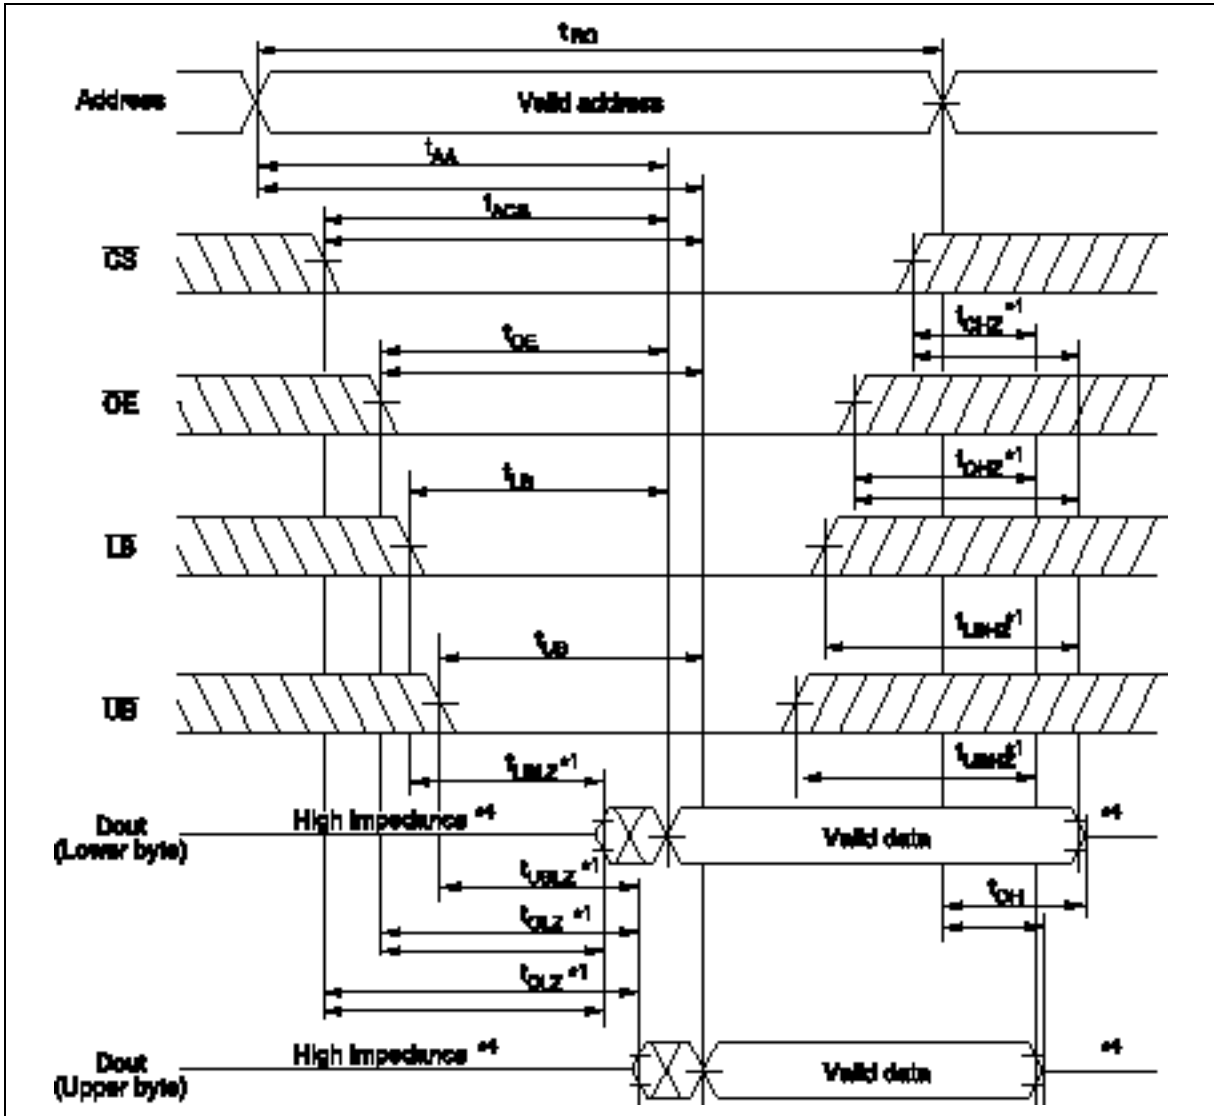 tRC
Address
Valid address
tAA
tACS
CS
tCHZ *1
tOE
OE
tOHZ *1
tLB
LB
tLBHZ *1
tUB
UB
tUBHZ *1
tLBLZ *1
High impedance *4
Dout
(Lower byte)
Valid data
*4
tUBLZ *1
tOH
tOLZ *1
tCLZ *1
High impedance *4
Dout
(Upper byte)
Valid data
*4